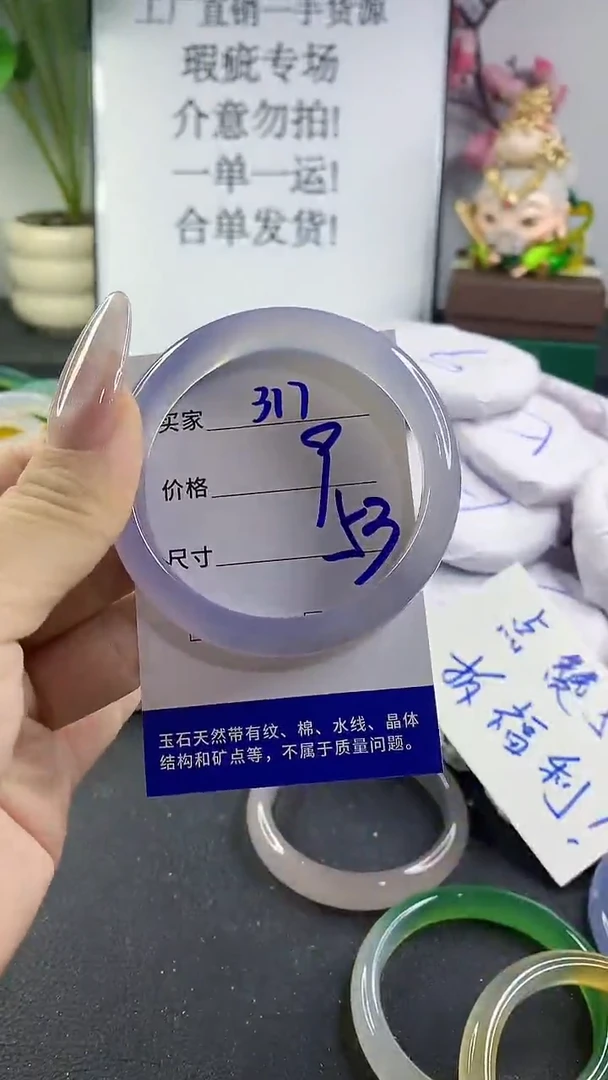 工厂直销一手货源
瑕疵专场
介意勿拍!
一单一运!
合单发货!
买家 317
价格 9
尺寸 53
玉石天然带有纹、棉、水线、晶体
结构和矿点等，不属于质量问题。
点赞
放福利!